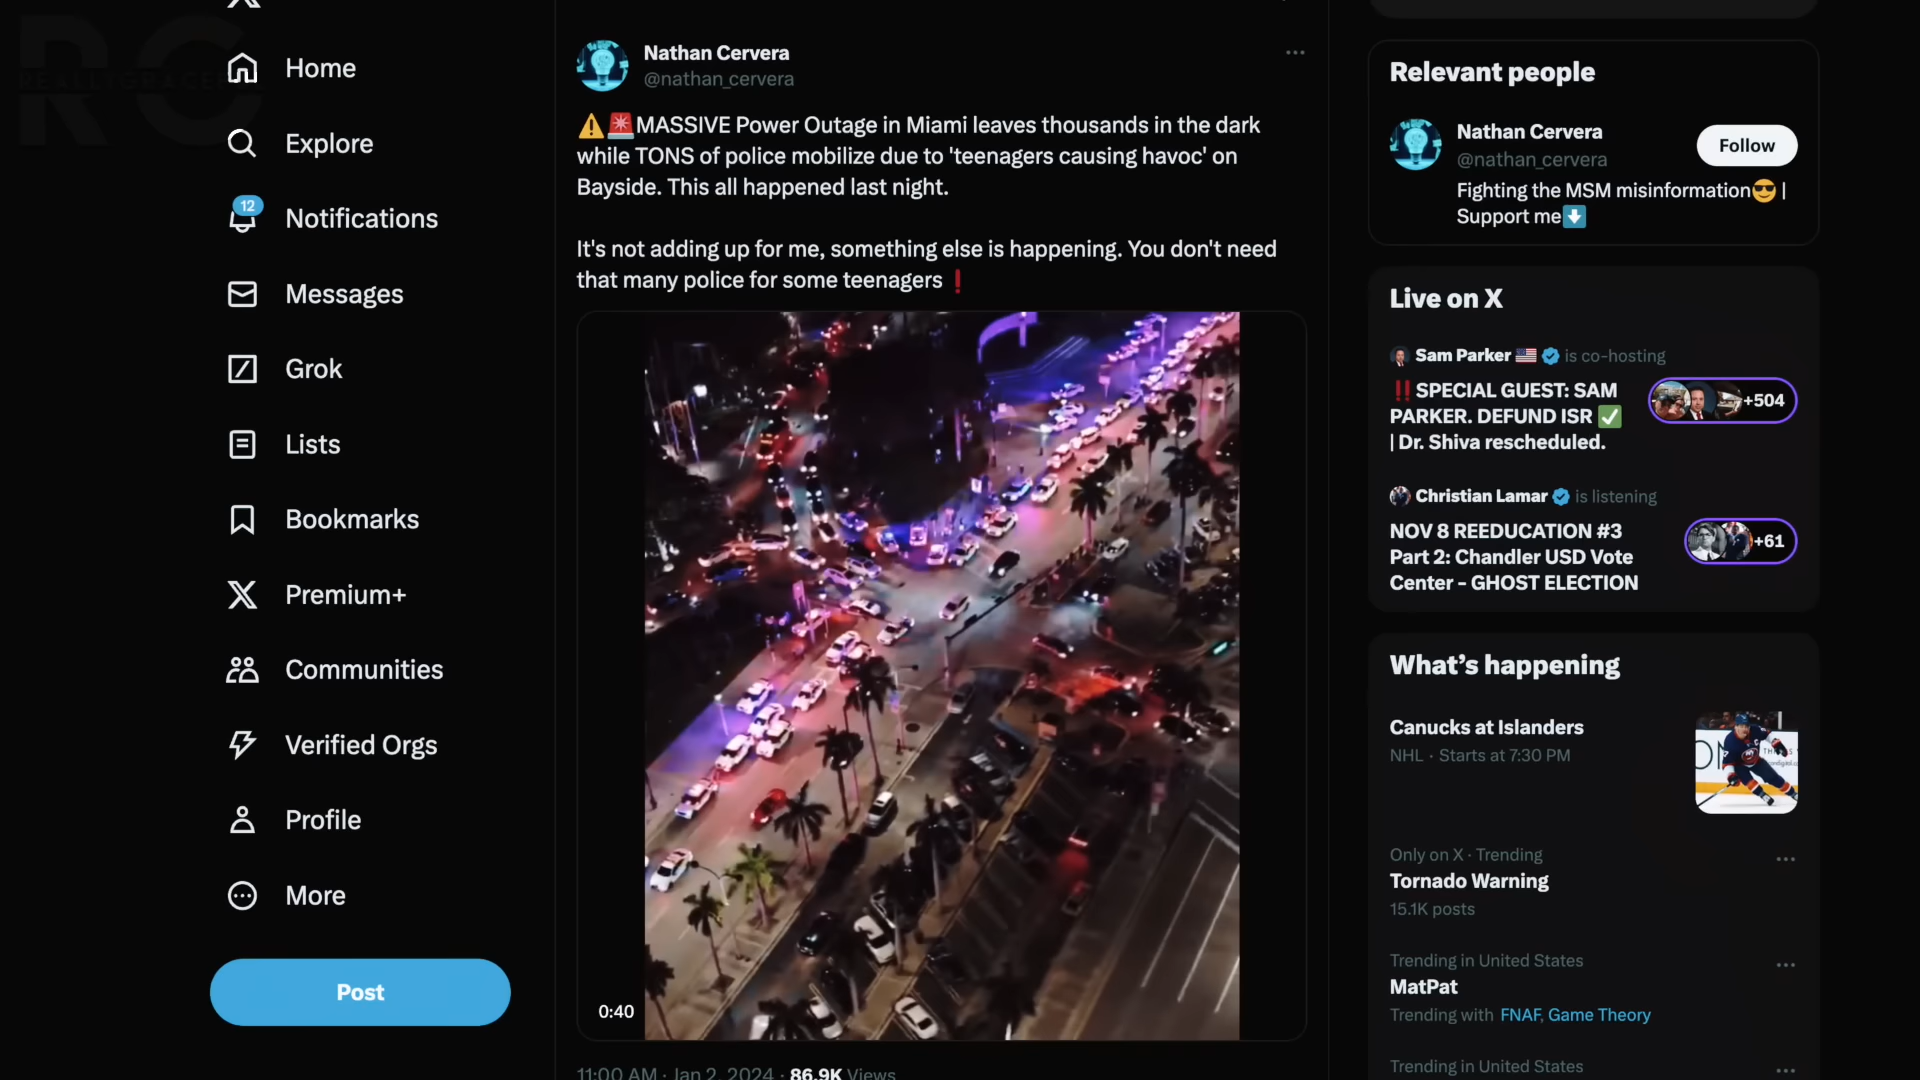 Home
Explore
12
Notifications
Messages
Grok
Lists
Bookmarks
Premium+
Communities
Verified Orgs
Profile
More
Post
Nathan Cervera
@nathan_cervera
⚠️🚨MASSIVE Power Outage in Miami leaves thousands in the dark
while TONS of police mobilize due to 'teenagers causing havoc' on
Bayside. This all happened last night.
It's not adding up for me, something else is happening. You don't need
that many police for some teenagers❗
0:40
11:00 AM · Jan 2, 2024 · 86.9K Views
Relevant people
Nathan Cervera
@nathan_cervera
Follow
Fighting the MSM misinformation😎 |
Support me⬇️
Live on X
Sam Parker 🇺🇸 is co-hosting
‼️SPECIAL GUEST: SAM
PARKER. DEFUND ISR ✅
| Dr. Shiva rescheduled.
+504
Christian Lamar is listening
NOV 8 REEDUCATION #3
Part 2: Chandler USD Vote
Center - GHOST ELECTION
+61
What's happening
Canucks at Islanders
NHL · Starts at 7:30 PM
Only on X · Trending
Tornado Warning
15.1K posts
Trending in United States
MatPat
Trending with FNAF, Game Theory
Trending in United States